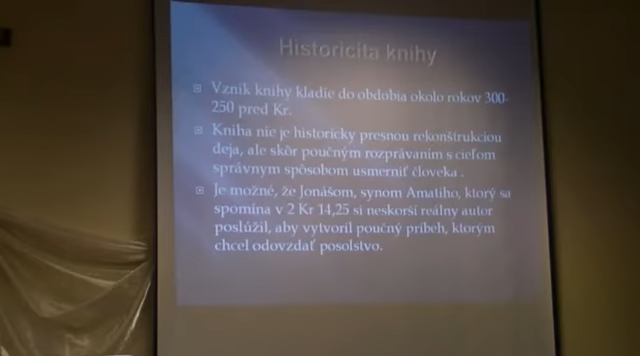 Historicita knihy
Vznik knihy kladie do obdobia okolo rokov 300-
250 pred Kr.
Kniha nie je historicky presnou rekonštrukciou
deja, ale skôr poučným rozprávaním s cieľom
správnym spôsobom usmerniť človeka .
Je možné, že Jonášom, synom Amatiho, ktorý sa
spomína v 2 Kr 14,25 si neskorší reálny autor
poslúžil, aby vytvoril poučný príbeh, ktorým
chcel odovzdať posolstvo.